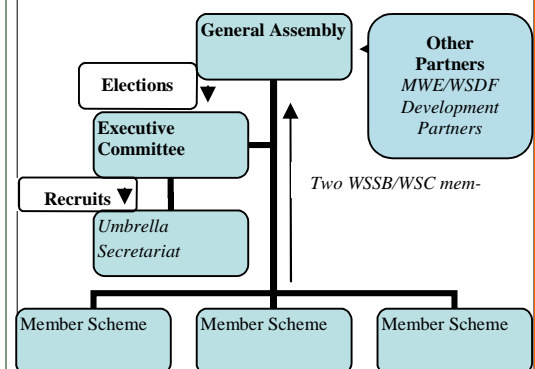 General Assembly
Other
Partners
MWE/WSDF
Development
Partners
Elections
Executive
Committee
Two WSSB/WSC mem-
Recruits
Umbrella
Secretariat
Member Scheme
Member Scheme
Member Scheme